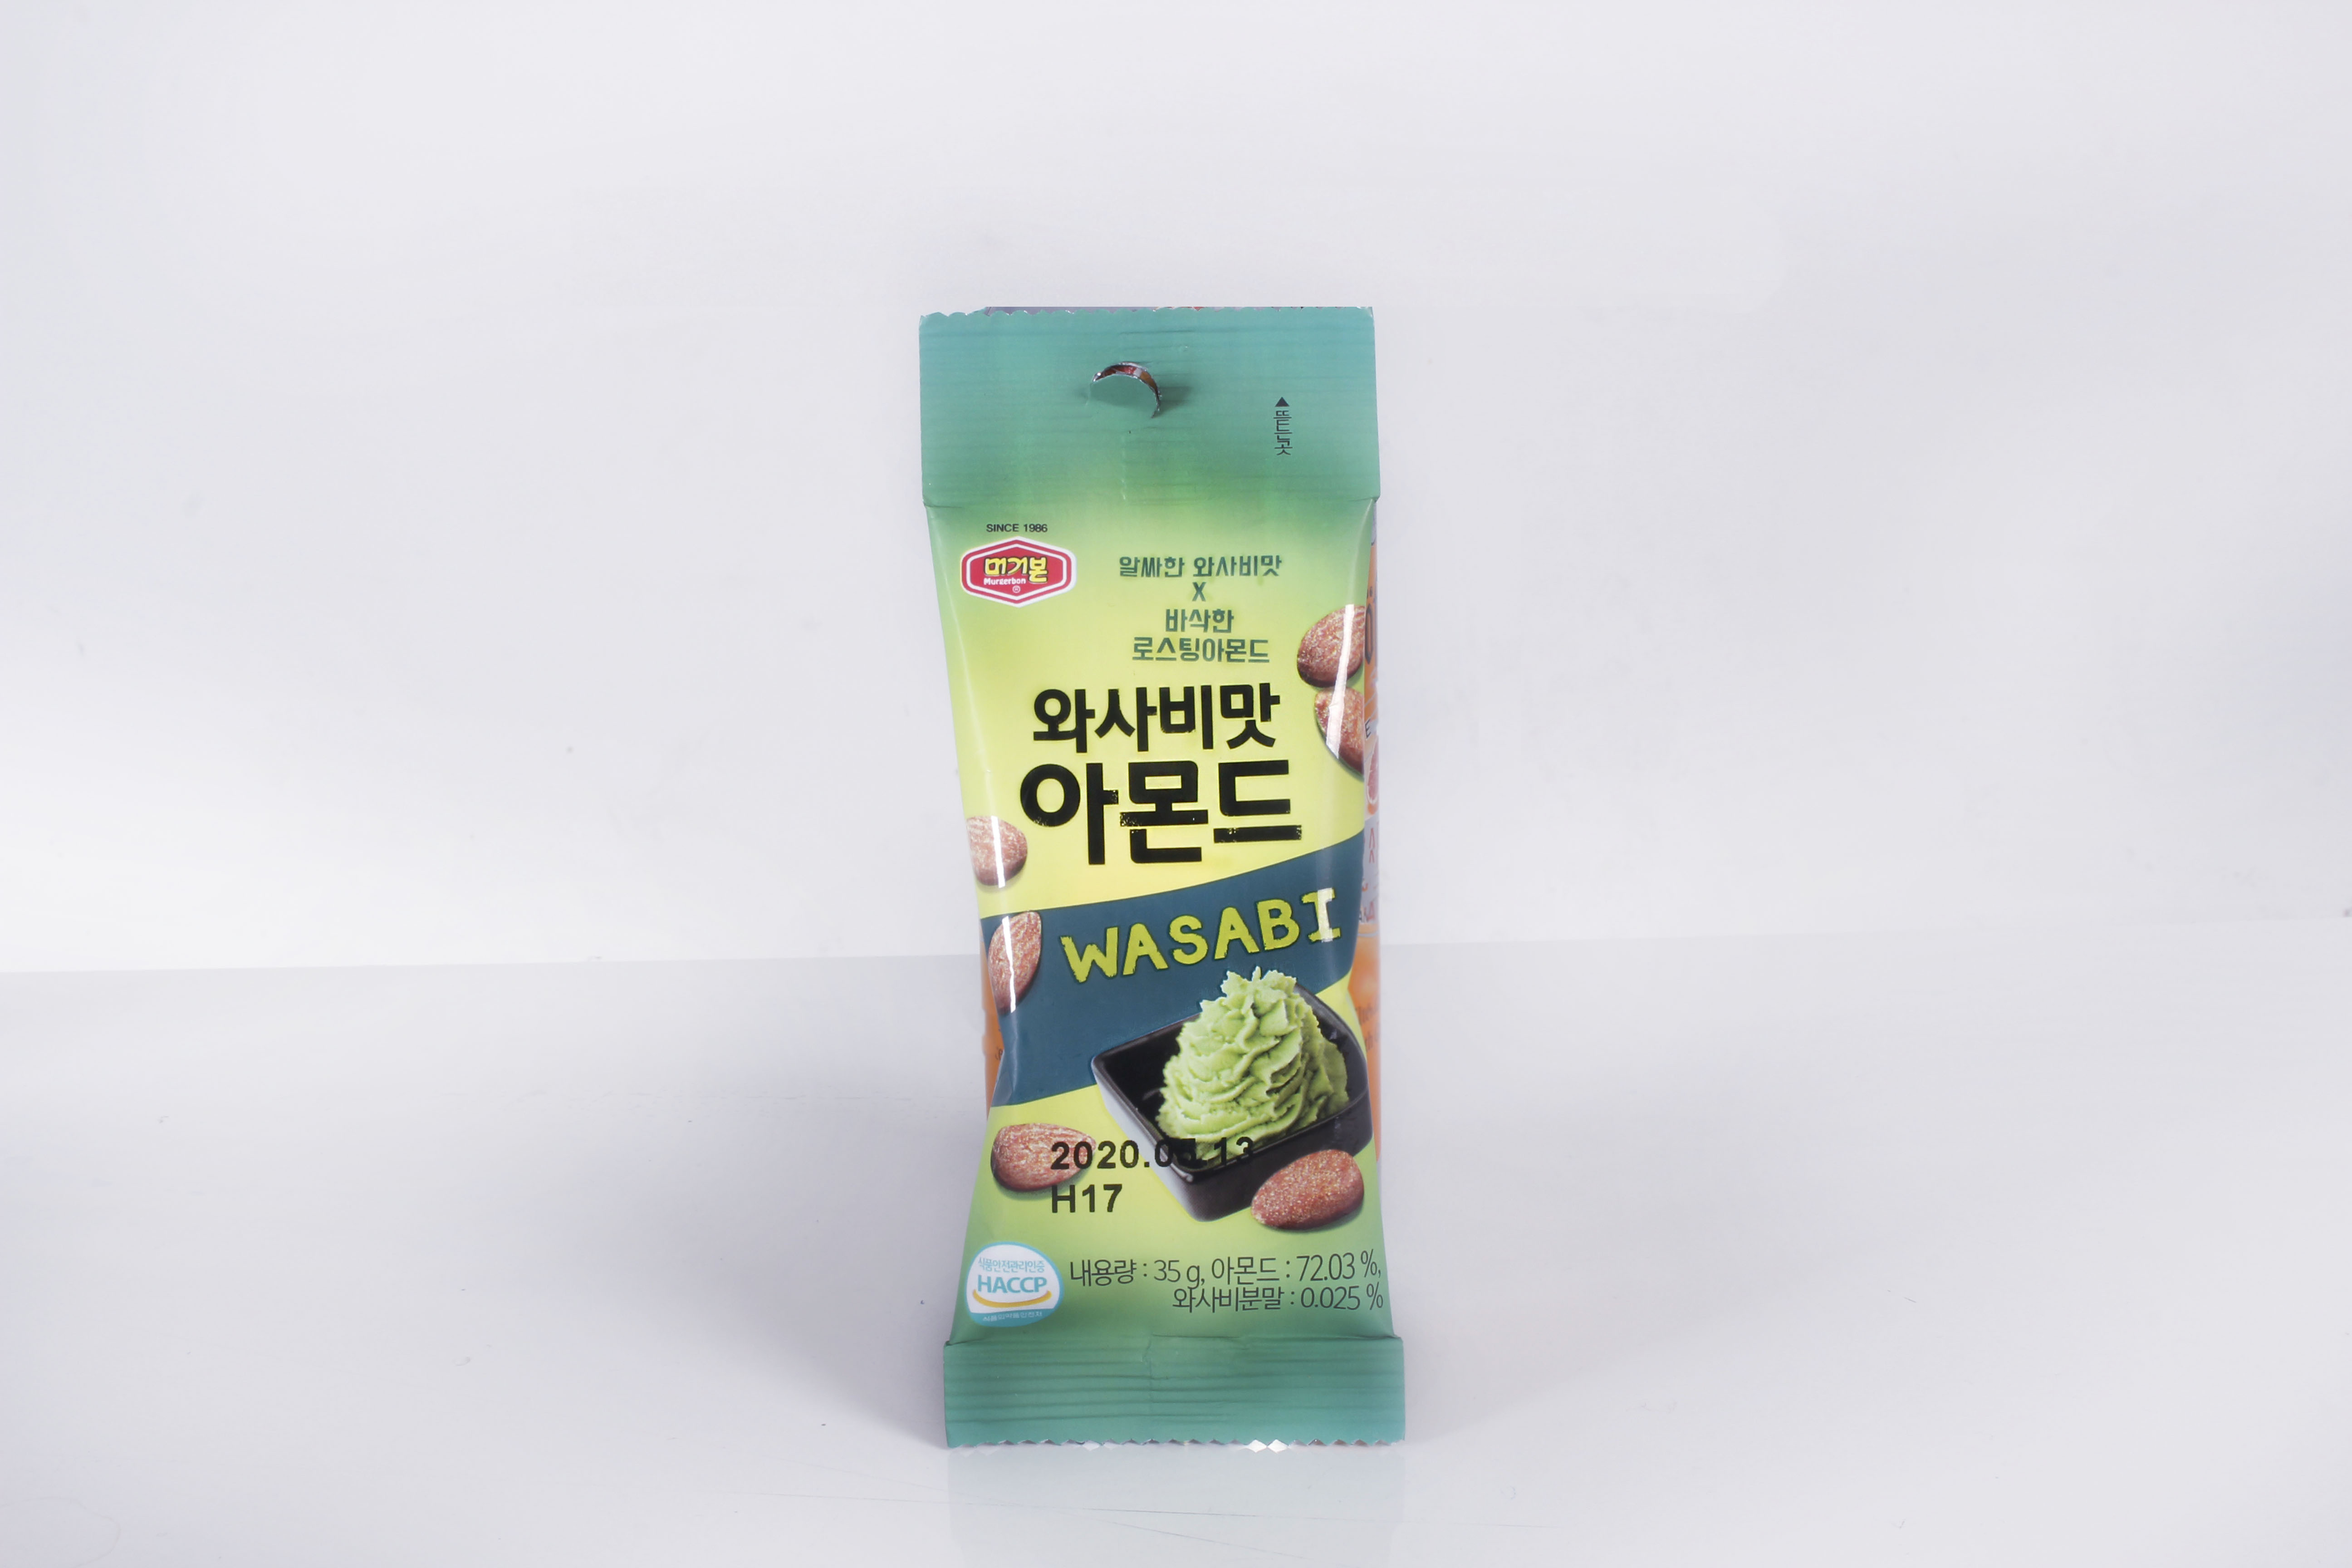 ▲뜯는곳
SINCE 1986
머거본
Murgerbon
®
알싸한 와사비맛
X
바삭한
로스팅아몬드
와사비맛
아몬드
WASABI
H17
식품안전관리인증
HACCP
내용량 : 35 g, 아몬드 : 72.03 %,
와사비분말 : 0.025 %